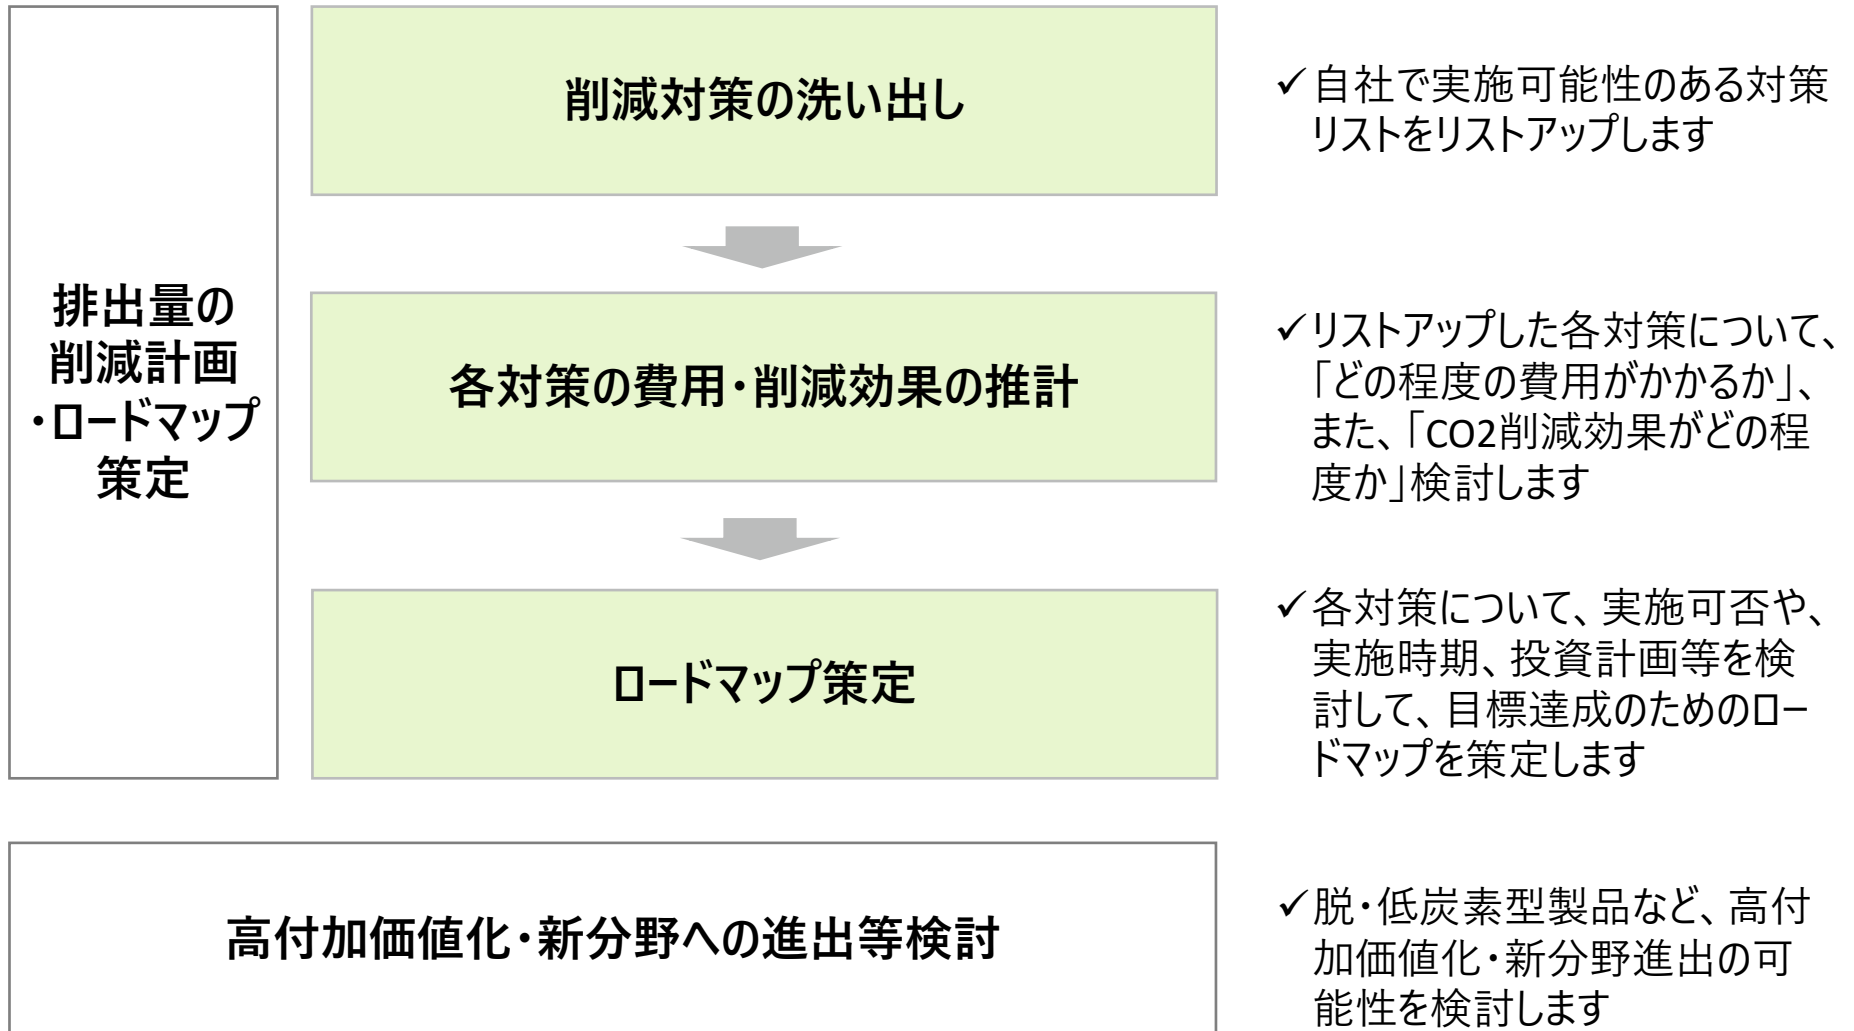 排出量の
削減計画
・ロードマップ
策定
削減対策の洗い出し
✓自社で実施可能性のある対策
リストをリストアップします
各対策の費用・削減効果の推計
✓リストアップした各対策について、
「どの程度の費用がかかるか」、
また、「CO2削減効果がどの程
度か」検討します
ロードマップ策定
✓各対策について、実施可否や、
実施時期、投資計画等を検
討して、目標達成のためのロー
ドマップを策定します
高付加価値化・新分野への進出等検討
✓脱・低炭素型製品など、高付
加価値化・新分野進出の可
能性を検討します